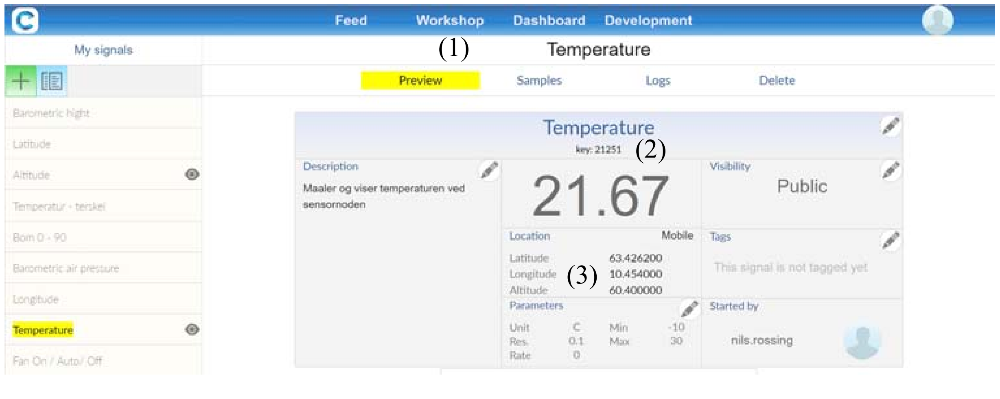 C
Feed Workshop Dashboard Development
My signals
(1) Temperature
Preview Samples Logs Delete
Barometric hight
Latitude
Altitude
Temperatur - terskel
Bom 0 - 90
Barometric air pressure
Longitude
Temperature
Fan On / Auto/ Off
Temperature
key: 21251 (2)
Description
Maaler og viser temperaturen ved
sensornoden
21.67
Visibility
Public
Location Mobile
Latitude 63.426200
Longitude (3) 10.454000
Altitude 60.400000
Tags
This signal is not tagged yet
Parameters
Unit C Min -10
Res. 0.1 Max 30
Rate 0
Started by
nils.rossing